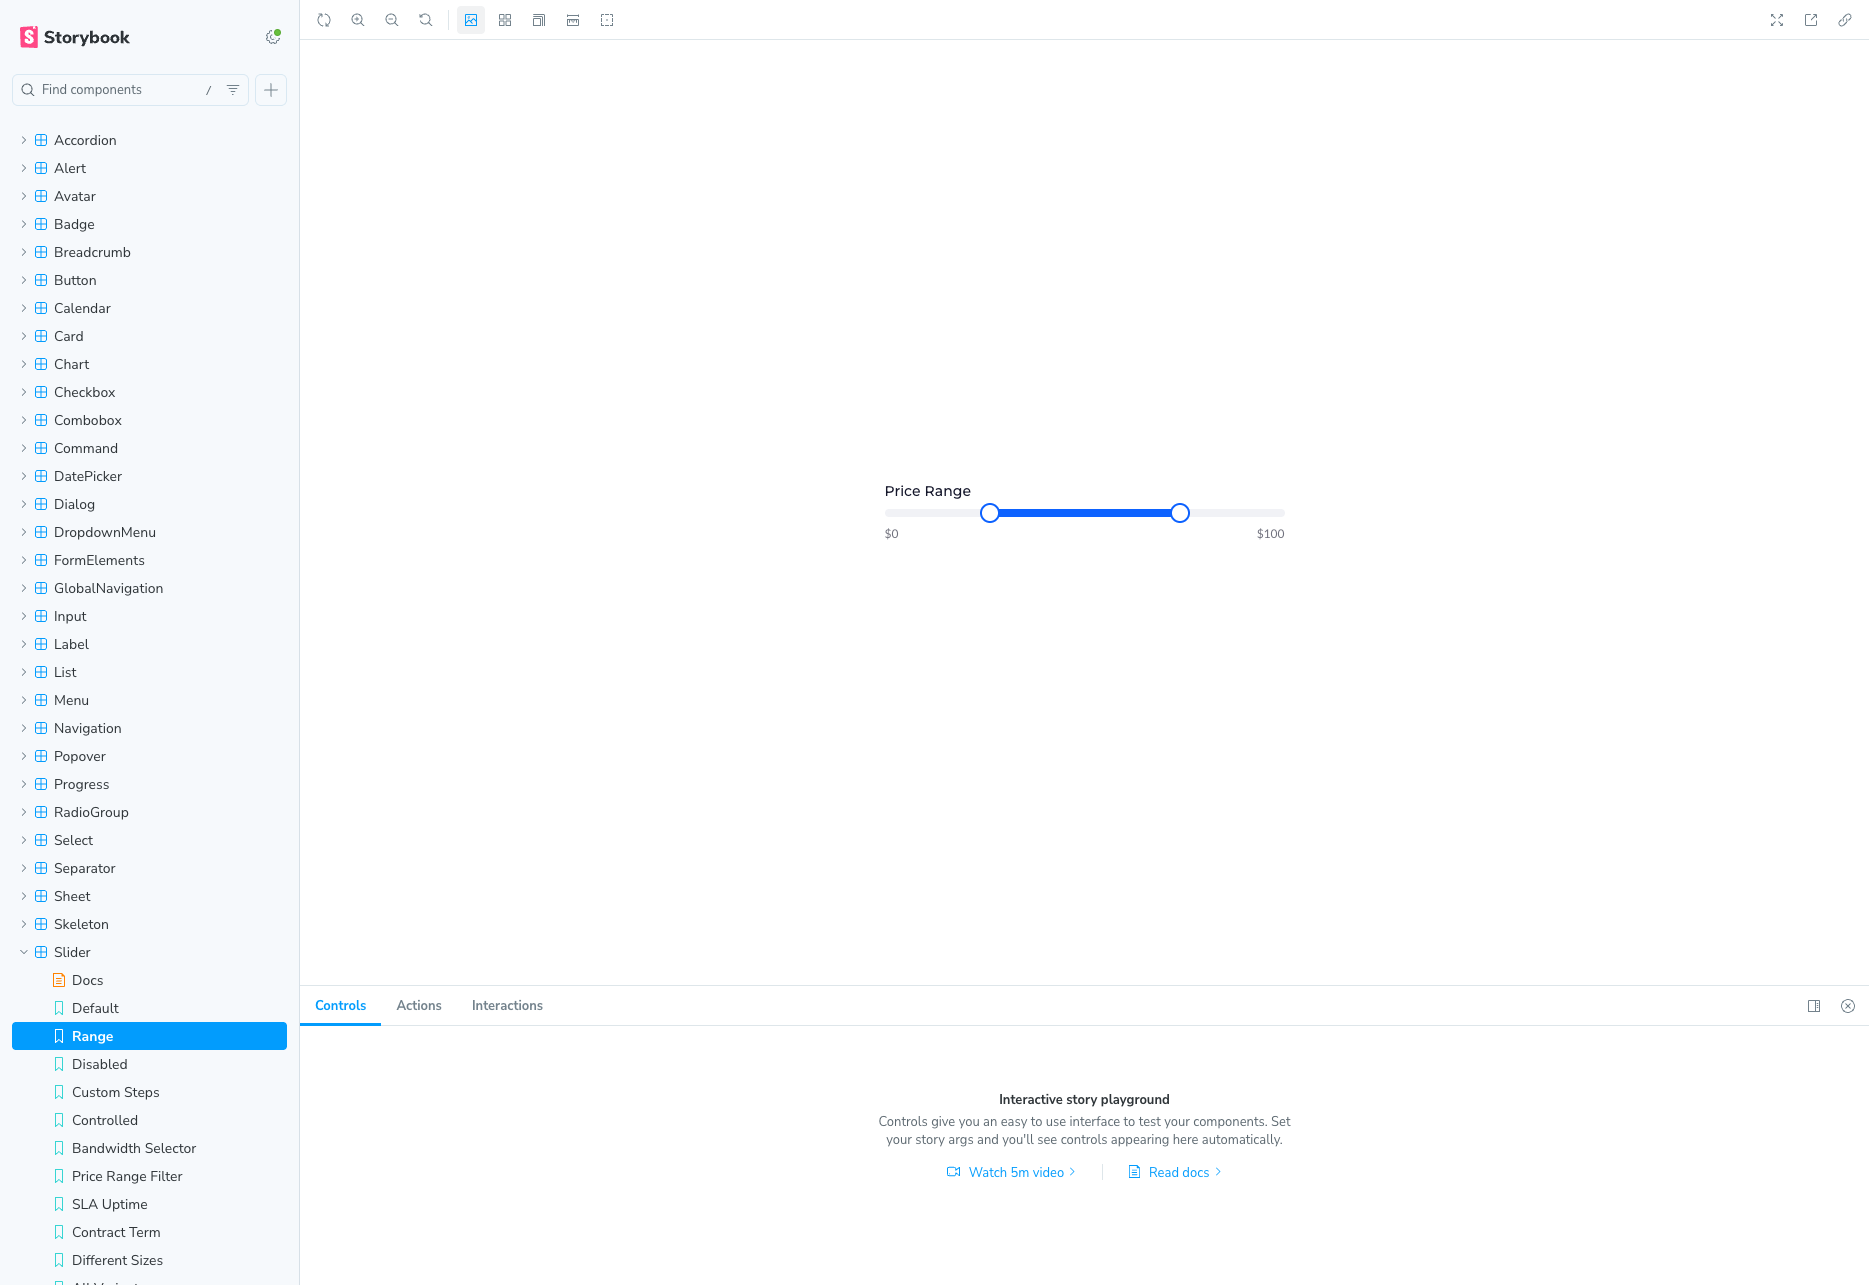 Storybook
Find components
/
Accordion
Alert
Avatar
Badge
Breadcrumb
Button
Calendar
Card
Chart
Checkbox
Combobox
Command
DatePicker
Dialog
DropdownMenu
FormElements
GlobalNavigation
Input
Label
List
Menu
Navigation
Popover
Progress
RadioGroup
Select
Separator
Sheet
Skeleton
Slider
Docs
Default
Range
Disabled
Custom Steps
Controlled
Bandwidth Selector
Price Range Filter
SLA Uptime
Contract Term
Different Sizes
Price Range
$0 $100
Controls Actions Interactions
Interactive story playground
Controls give you an easy to use interface to test your components. Set
your story args and you'll see controls appearing here automatically.
Watch 5m video Read docs